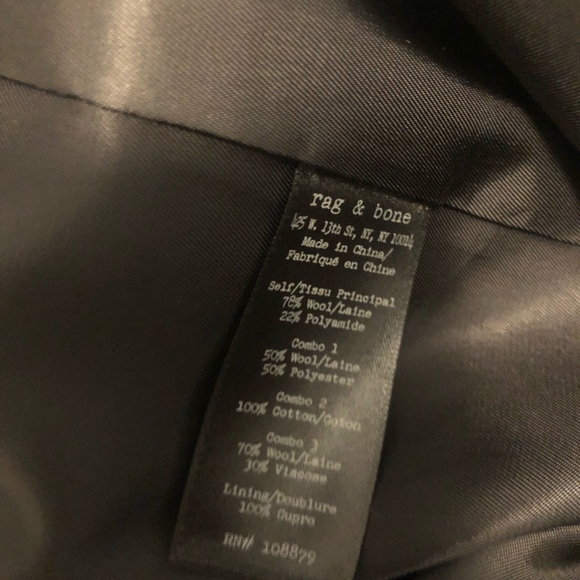 rag & bone
425 W. 13th St, NY, NY 10014
Made in China/
Fabriqué en Chine
Self/Tissu Principal
78% Wool/Laine
22% Polyamide
Combo 1
50% Wool/Laine
50% Polyester
Combo 2
100% Cotton/Coton
Combo 3
70% Wool/Laine
30% Viscose
Lining/Doublure
100% Cupro
RN# 108879